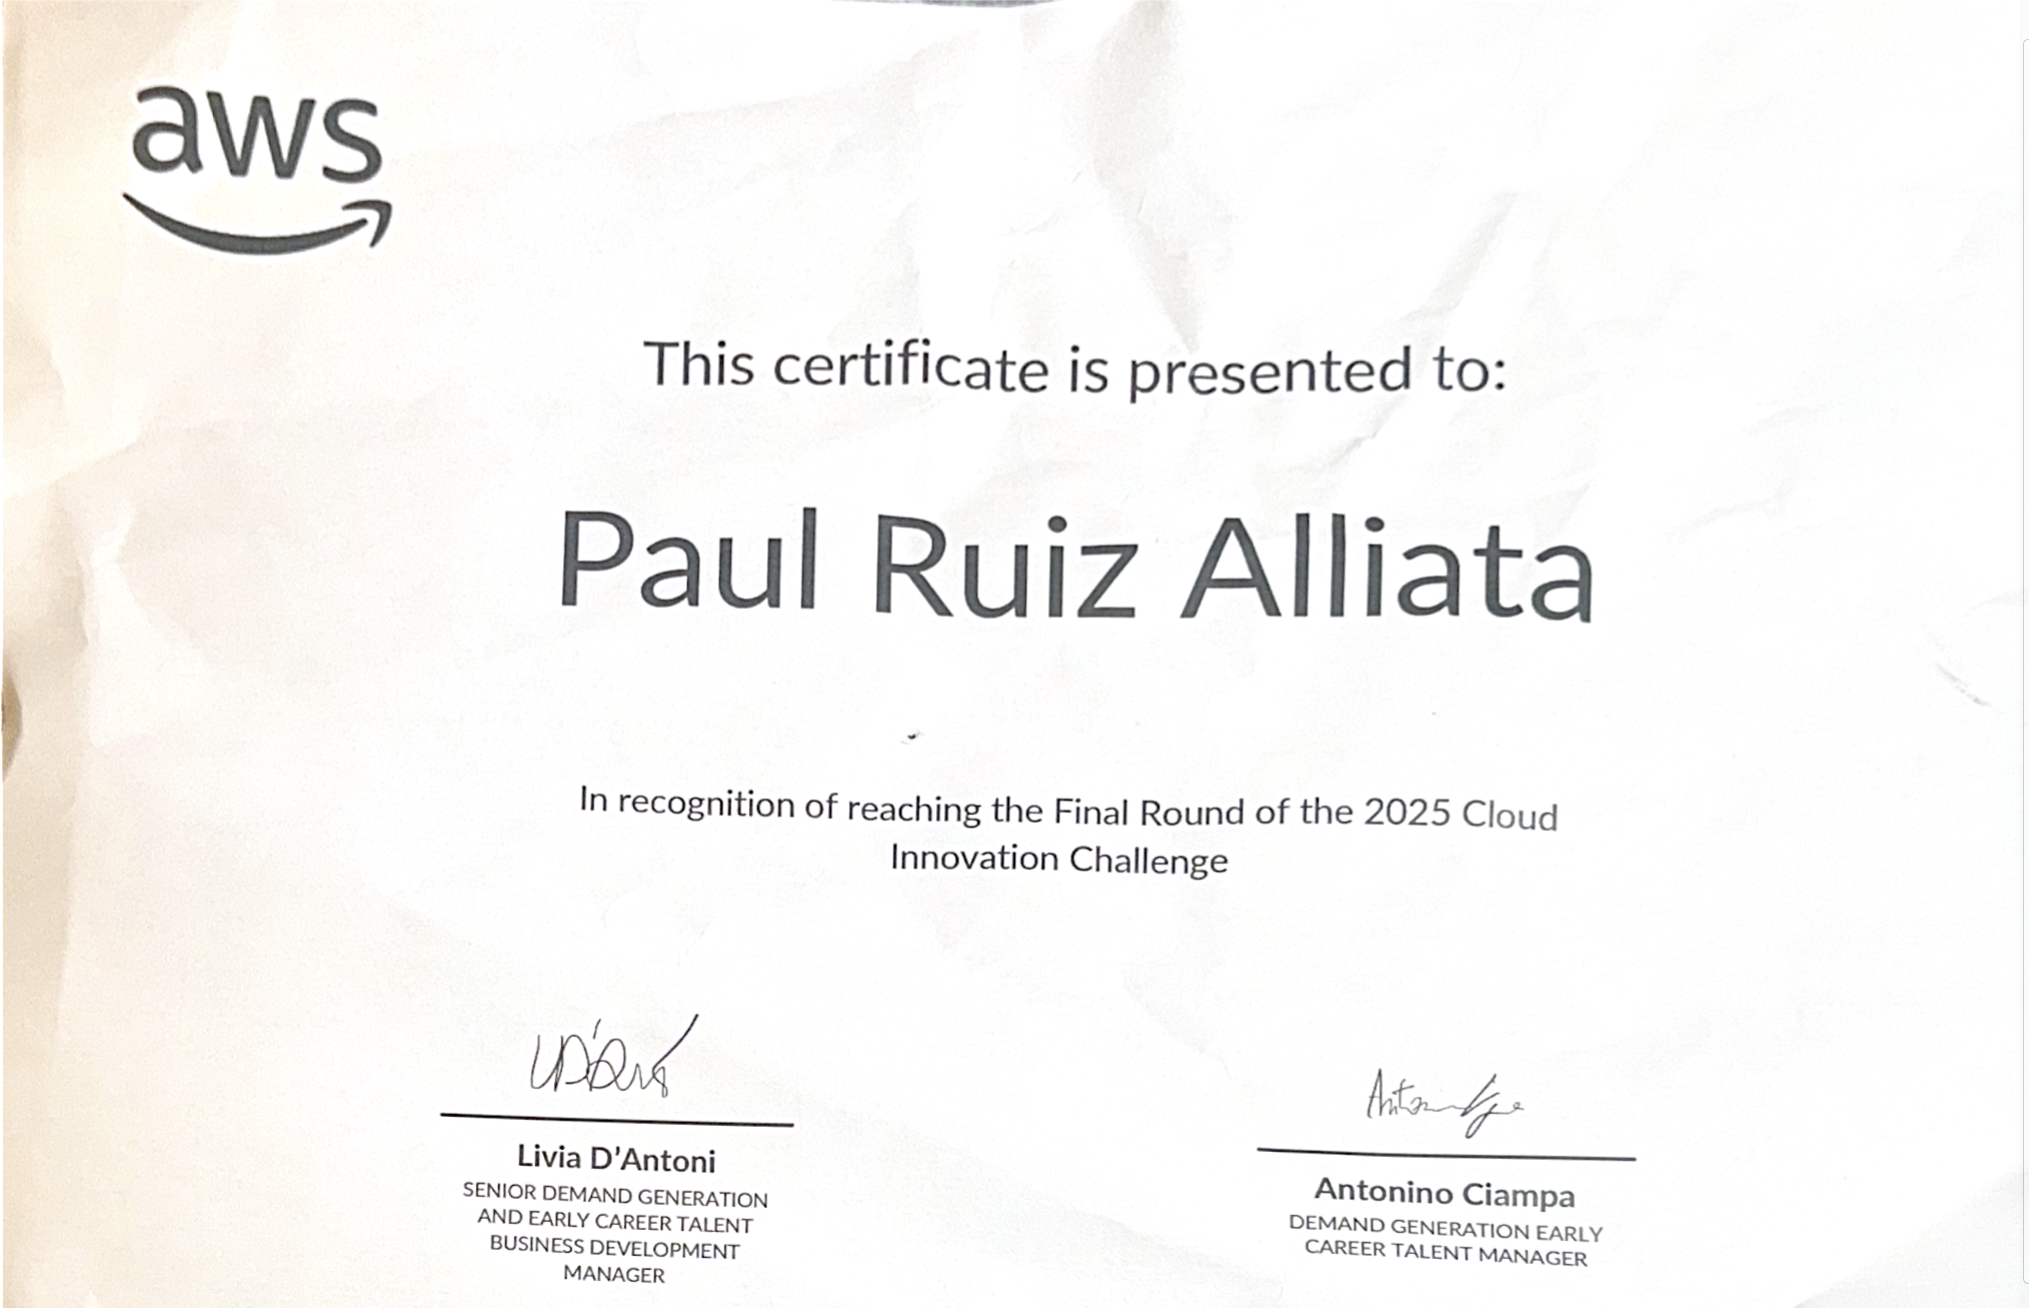 aws
This certificate is presented to:
Paul Ruiz Alliata
In recognition of reaching the Final Round of the 2025 Cloud
Innovation Challenge
Livia D'Antoni
SENIOR DEMAND GENERATION
AND EARLY CAREER TALENT
BUSINESS DEVELOPMENT
MANAGER
Antonino Ciampa
DEMAND GENERATION EARLY
CAREER TALENT MANAGER